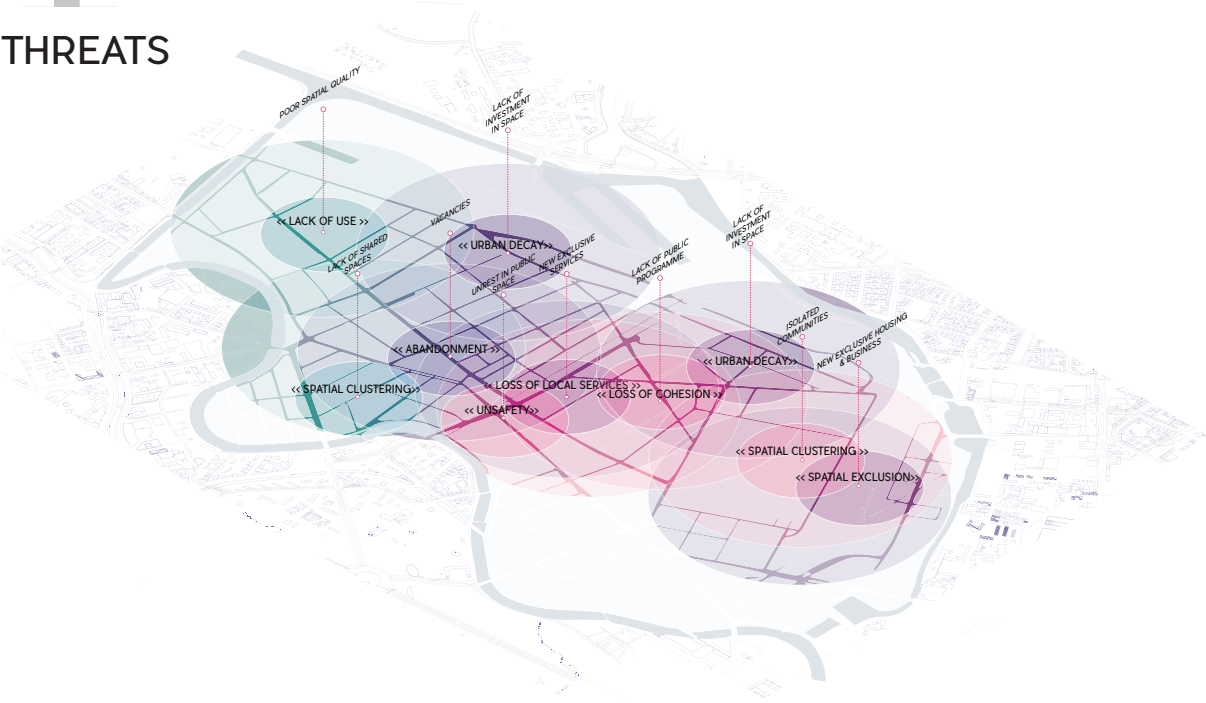 THREATS
POOR SPATIAL QUALITY
LACK OF
INVESTMENT
IN SPACE
<< LACK OF USE >>
VACANCIES
<< URBAN DECAY>>
LACK OF SHARED
SPACES
UNREST IN PUBLIC
SPACE
NEW EXCLUSIVE
SERVICES
LACK OF PUBLIC
PROGRAMME
LACK OF
INVESTMENT
IN SPACE
ISOLATED
COMMUNITIES
NEW EXCLUSIVE HOUSING
& BUSINESS
<< ABANDONMENT >>
<< URBAN DECAY>>
<< SPATIAL CLUSTERING>>
<< LOSS OF LOCAL SERVICES >>
<< LOSS OF COHESION >>
<< UNSAFETY>>
<< SPATIAL CLUSTERING >>
<< SPATIAL EXCLUSION>>